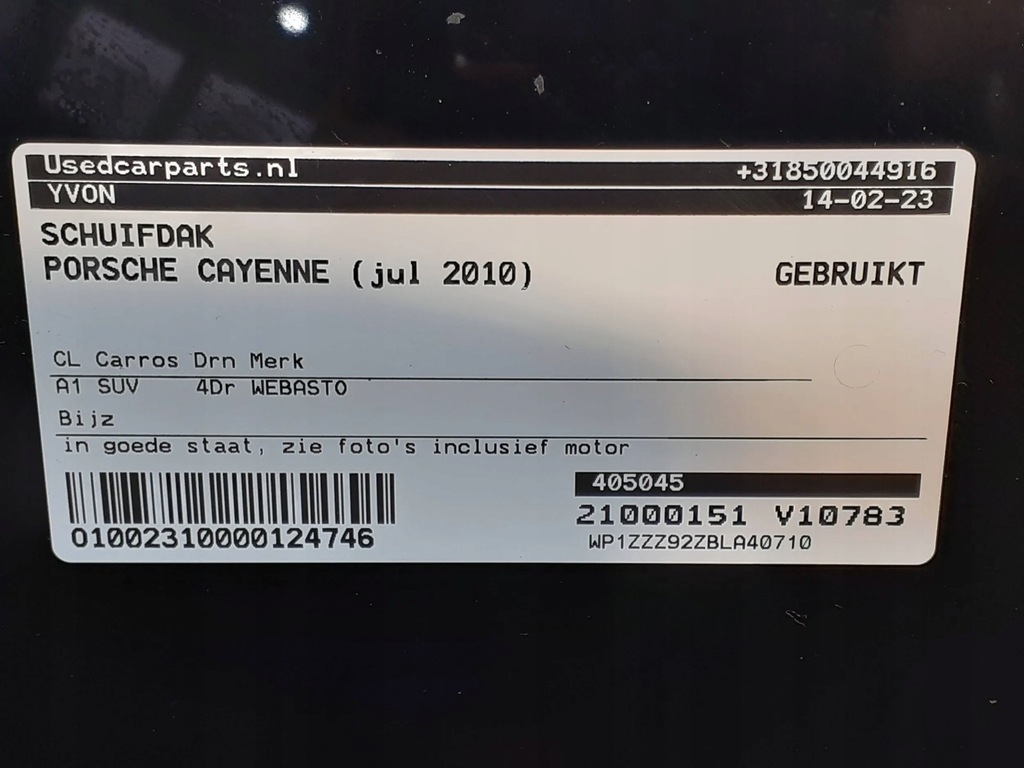 Usedcarparts.nl +31850044916
YVON 14-02-23
SCHUIFDAK
PORSCHE CAYENNE (jul 2010) GEBRUIKT
CL Carros Drn Merk
A1 SUV 4Dr WEBASTO
Bijz
in goede staat, zie foto's inclusief motor
405045
21000151 V10783
01002310000124746 WP1ZZZ92ZBLA40710